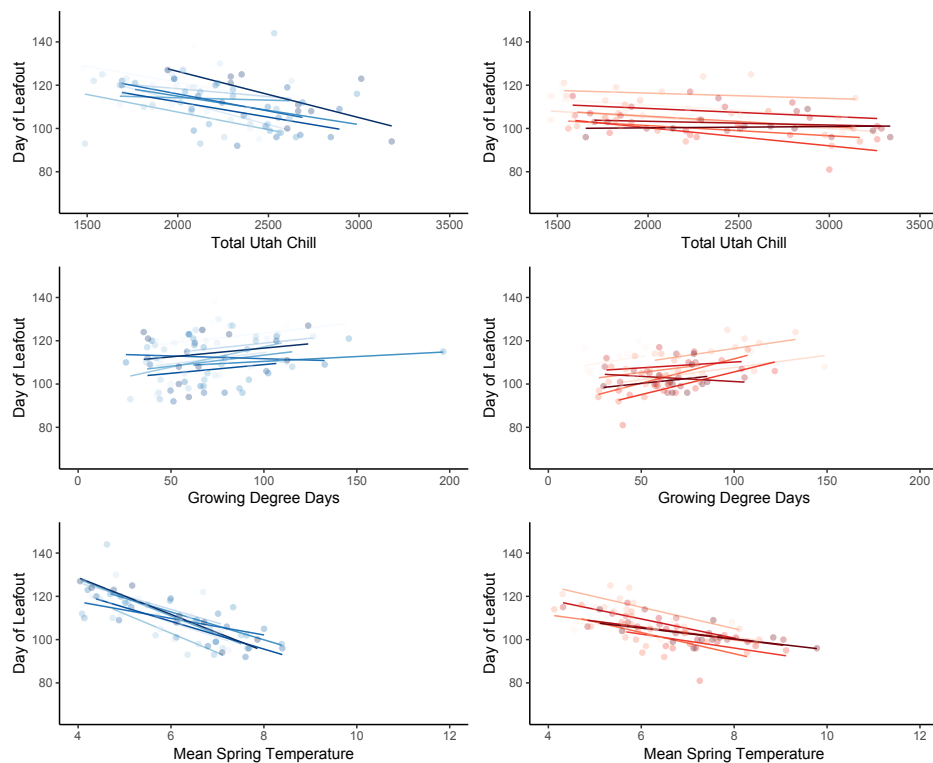 140
120
100
80
Day of Leafout
1500 2000 2500 3000 3500
Total Utah Chill
140
120
100
80
Day of Leafout
1500 2000 2500 3000 3500
Total Utah Chill
140
120
100
80
Day of Leafout
0 50 100 150 200
Growing Degree Days
140
120
100
80
Day of Leafout
0 50 100 150 200
Growing Degree Days
140
120
100
80
Day of Leafout
4 6 8 10 12
Mean Spring Temperature
140
120
100
80
Day of Leafout
4 6 8 10 12
Mean Spring Temperature